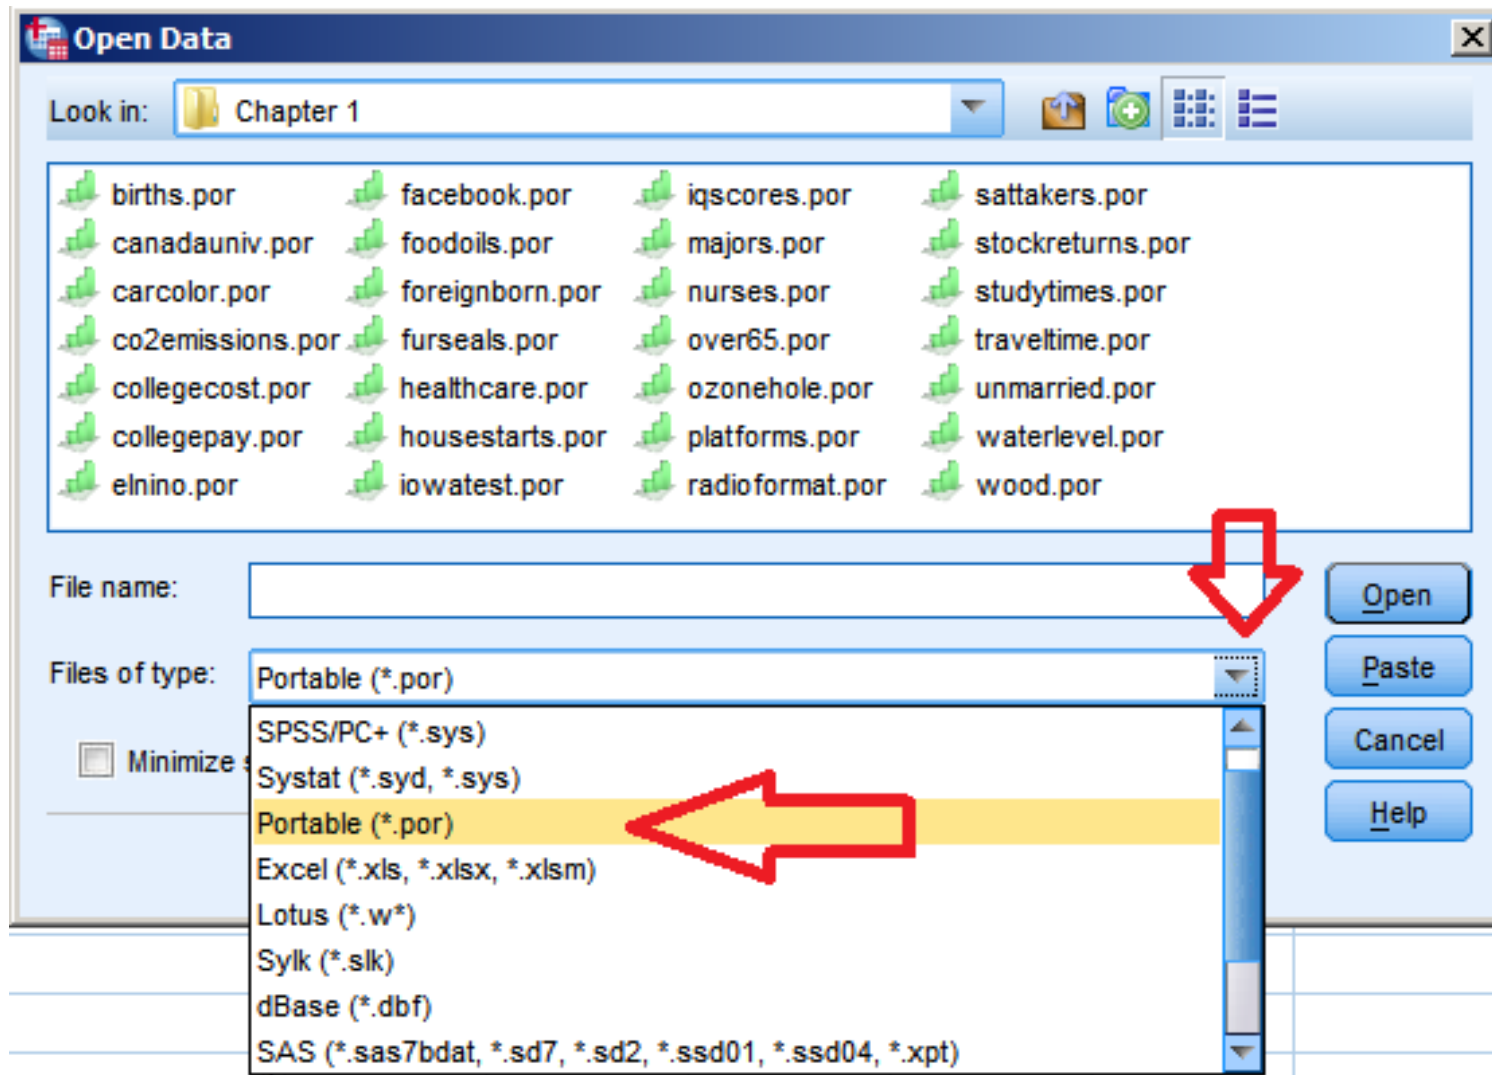 Open Data
Look in: Chapter 1
births.por facebook.por iqscores.por sattakers.por
canadauniv.por foodoils.por majors.por stockreturns.por
carcolor.por foreignborn.por nurses.por studytimes.por
co2emissions.por furseals.por over65.por traveltime.por
collegecost.por healthcare.por ozonehole.por unmarried.por
collegepay.por housestarts.por platforms.por waterlevel.por
elnino.por iowatest.por radioformat.por wood.por
File name: Open
Files of type: Portable (*.por) Paste
SPSS/PC+ (*.sys) Cancel
Minimize
Systat (*.syd, *.sys)
Portable (*.por) Help
Excel (*.xls, *.xlsx, *.xlsm)
Lotus (*.w*)
Sylk (*.slk)
dBase (*.dbf)
SAS (*.sas7bdat, *.sd7, *.sd2, *.ssd01, *.ssd04, *.xpt)